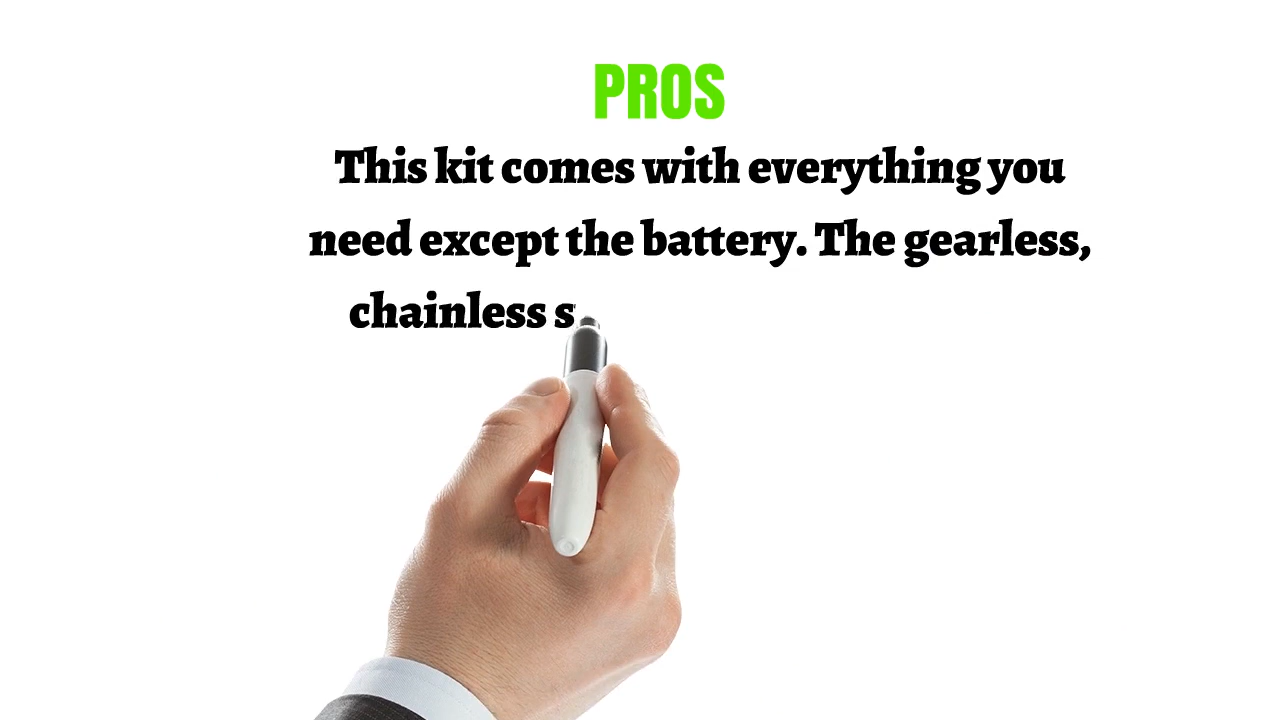 PROS
This kit comes with everything you
need except the battery. The gearless,
chainless s